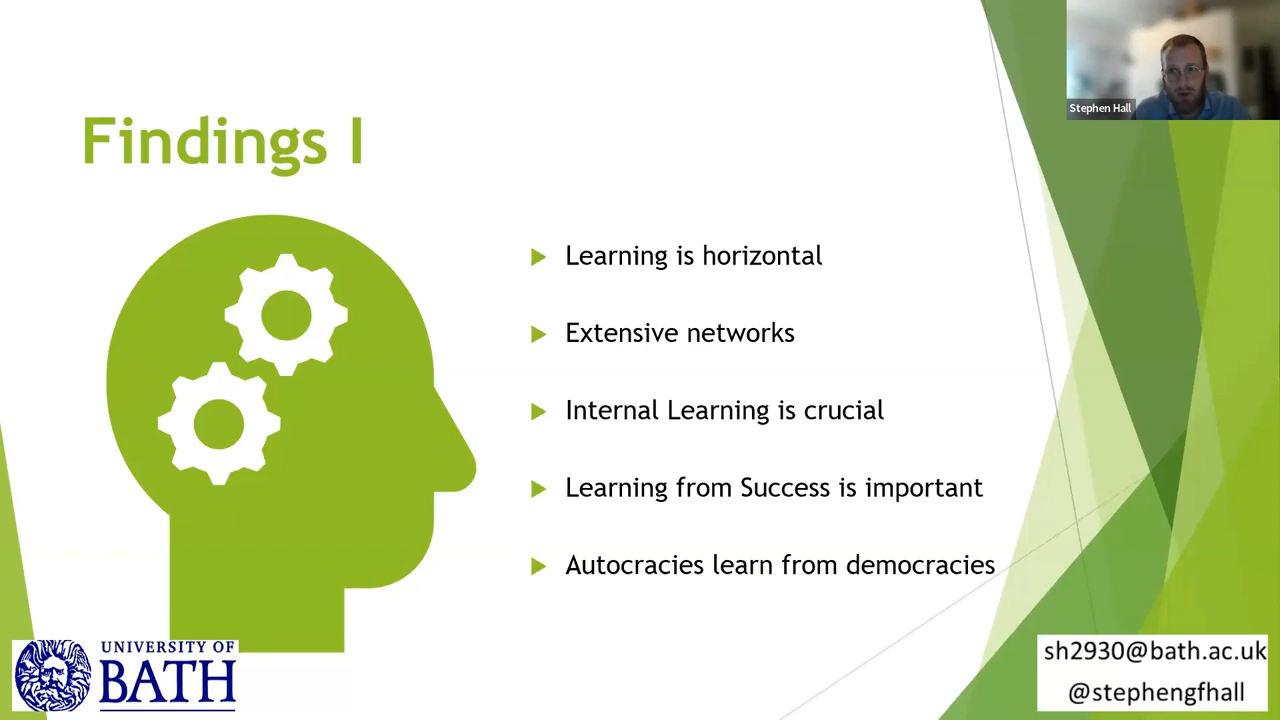 Stephen Hall
Findings I
Learning is horizontal
Extensive networks
Internal Learning is crucial
Learning from Success is important
Autocracies learn from democracies
UNIVERSITY OF
BATH
sh2930@bath.ac.uk
@stephengfhall